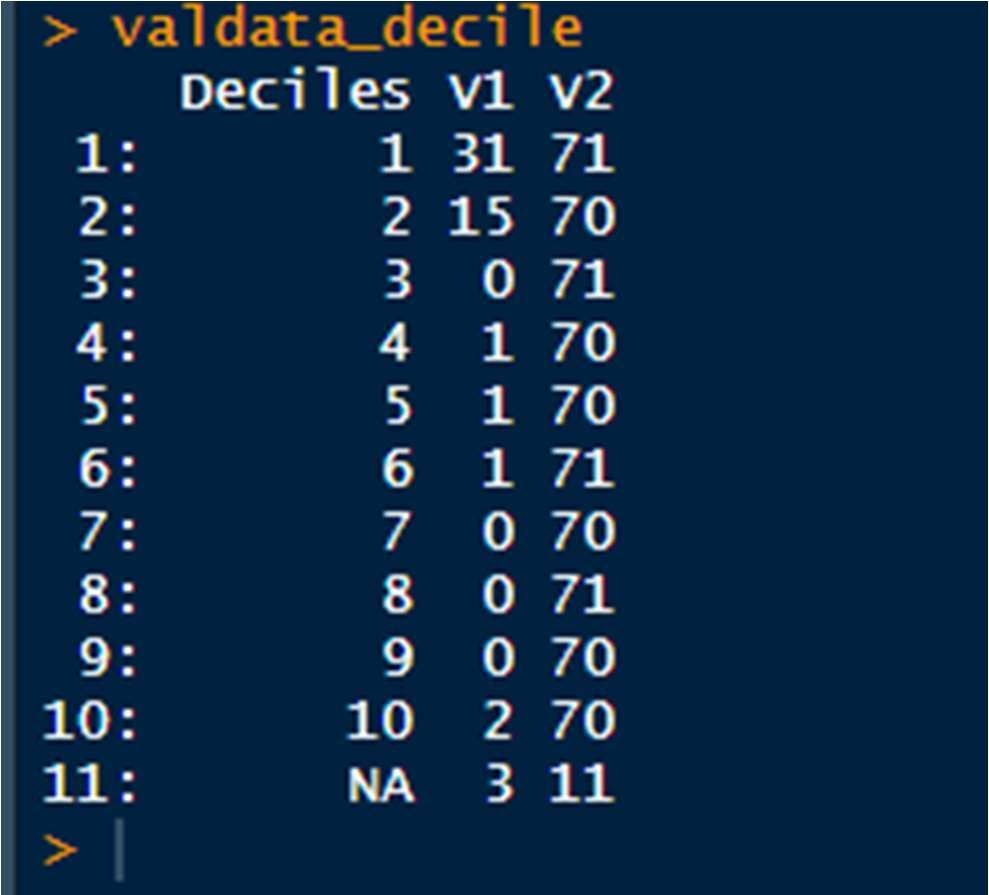 > valdata_decile
Deciles V1 V2
1: 1 31 71
2: 2 15 70
3: 3 0 71
4: 4 1 70
5: 5 1 70
6: 6 1 71
7: 7 0 70
8: 8 0 71
9: 9 0 70
10: 10 2 70
11: NA 3 11
>